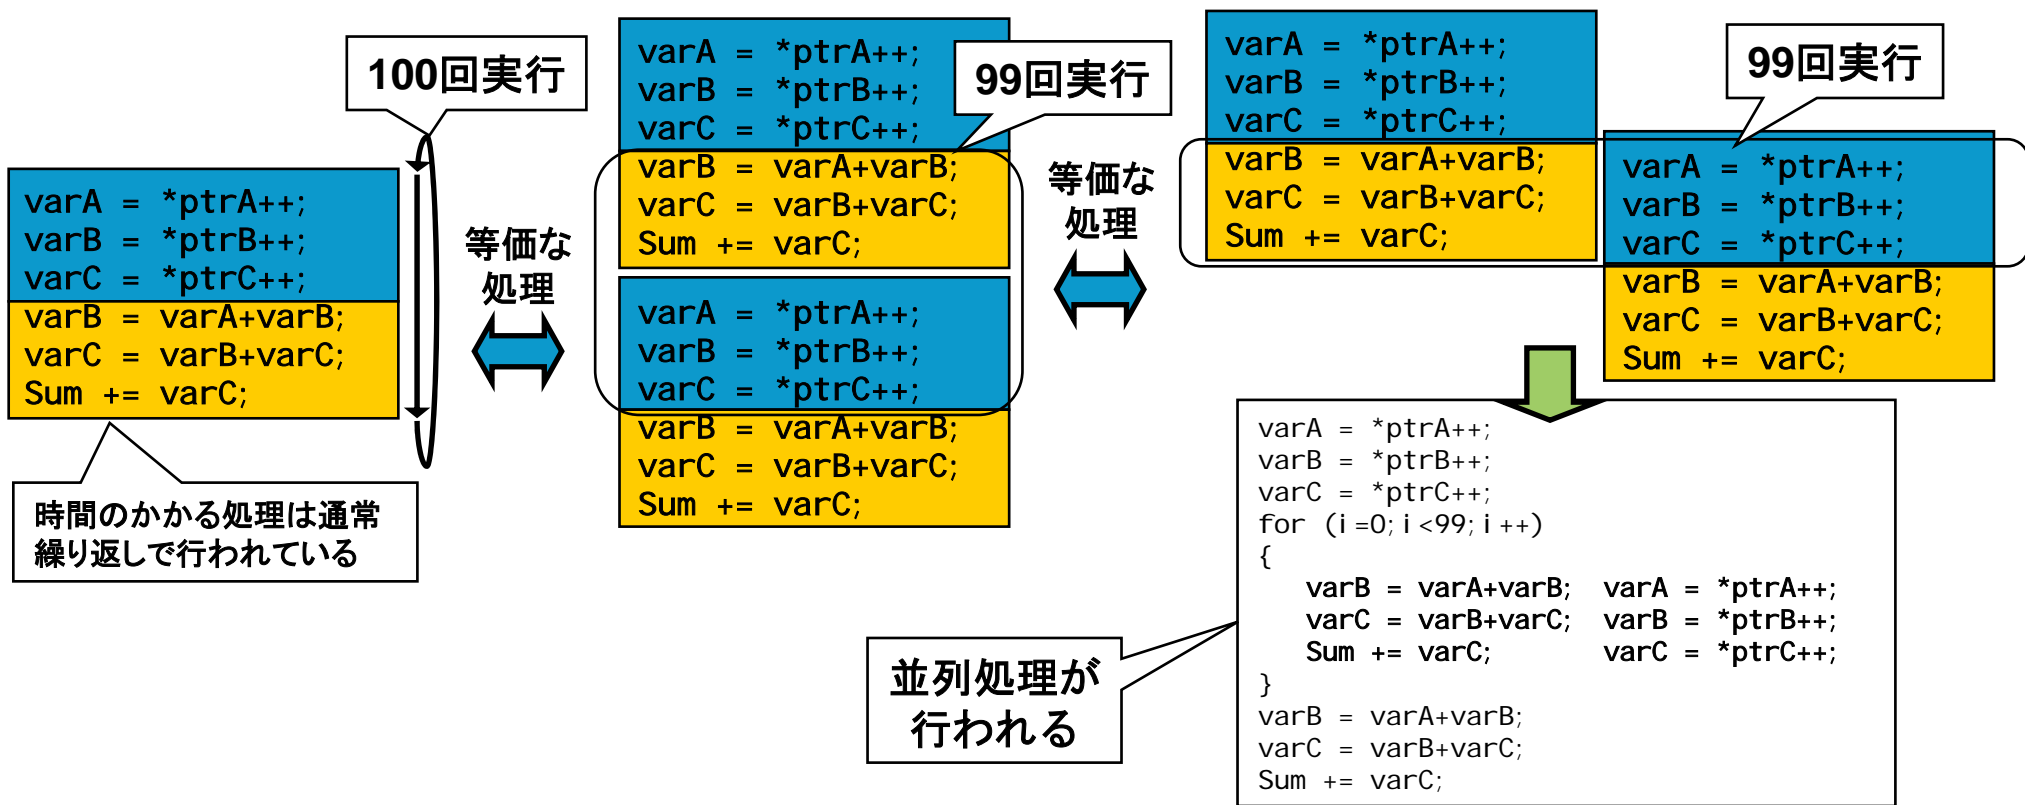 100回実行
varA = *ptrA++;
varB = *ptrB++;
varC = *ptrC++;
varB = varA+varB;
varC = varB+varC;
Sum += varC;
時間のかかる処理は通常
繰り返しで行われている
等価な
処理
varA = *ptrA++;
varB = *ptrB++;
varC = *ptrC++;
varB = varA+varB;
varC = varB+varC;
Sum += varC;
varA = *ptrA++;
varB = *ptrB++;
varC = *ptrC++;
varB = varA+varB;
varC = varB+varC;
Sum += varC;
99回実行
等価な
処理
varA = *ptrA++;
varB = *ptrB++;
varC = *ptrC++;
varB = varA+varB;
varC = varB+varC;
Sum += varC;
99回実行
varA = *ptrA++;
varB = *ptrB++;
varC = *ptrC++;
varB = varA+varB;
varC = varB+varC;
Sum += varC;
varA = *ptrA++;
varB = *ptrB++;
varC = *ptrC++;
for (i=0;i<99;i++)
{
varB = varA+varB; varA = *ptrA++;
varC = varB+varC; varB = *ptrB++;
Sum += varC; varC = *ptrC++;
}
varB = varA+varB;
varC = varB+varC;
Sum += varC;
並列処理が
行われる